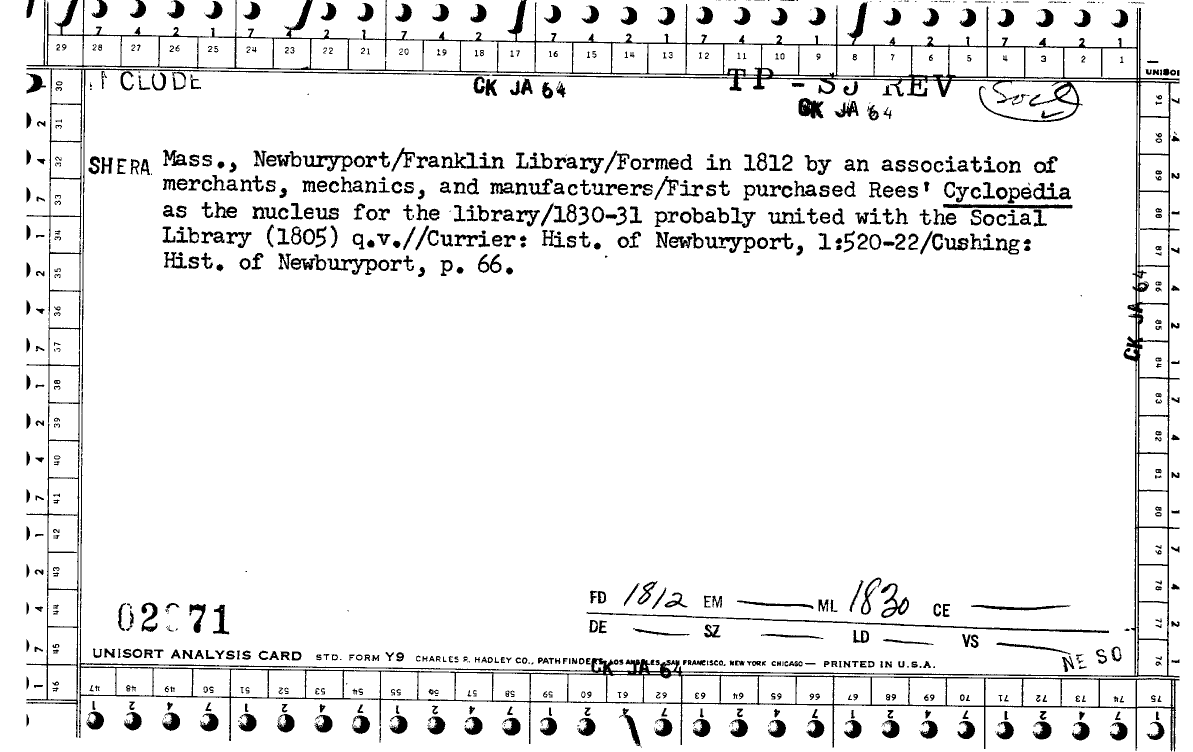 7 4 2 1 7 4 2 1 7 4 2 1 7 4 2 1 7 4 2 1 7 4 2 1 7 4 2 1
29 28 27 26 25 24 23 22 21 20 19 18 17 16 15 14 13 12 11 10 9 8 7 6 5 4 3 2 1
UNISO
CLODE CK JA 64 TP - SJ REV Socil
CK JA 64
SHERA Mass., Newburyport/Franklin Library/Formed in 1812 by an association of
merchants, mechanics, and manufacturers/First purchased Rees' Cyclopedia
as the nucleus for the library/1830-31 probably united with the Social
Library (1805) q.v.//Currier: Hist. of Newburyport, 1:520-22/Cushing:
Hist. of Newburyport, p. 66.
CK JA 64
FD 1812 EM — ML 1830 CE —
DE — SZ — LD — VS —
02 71
NE SO
UNISORT ANALYSIS CARD STD. FORM Y9 CHARLES R. HADLEY CO., PATHFINDERS, LOS ANGELES, SAN FRANCISCO, NEW YORK CHICAGO — PRINTED IN U.S.A.
CK JA 64
30 31 32 33 34 35 36 37 38 39 40 41 42 43 44 45 46
47 48 49 50 51 52 53 54 55 56 57 58 59 60 61 62 63 64 65 66 67 68 69 70 71 72 73 74 75
1 2 4 7 1 2 4 7 1 2 4 7 1 2 4 7 1 2 4 7 1 2 4 7 1 2 4 7 1
91 90 89 88 87 86 85 84 83 82 81 80 79 78 77 76